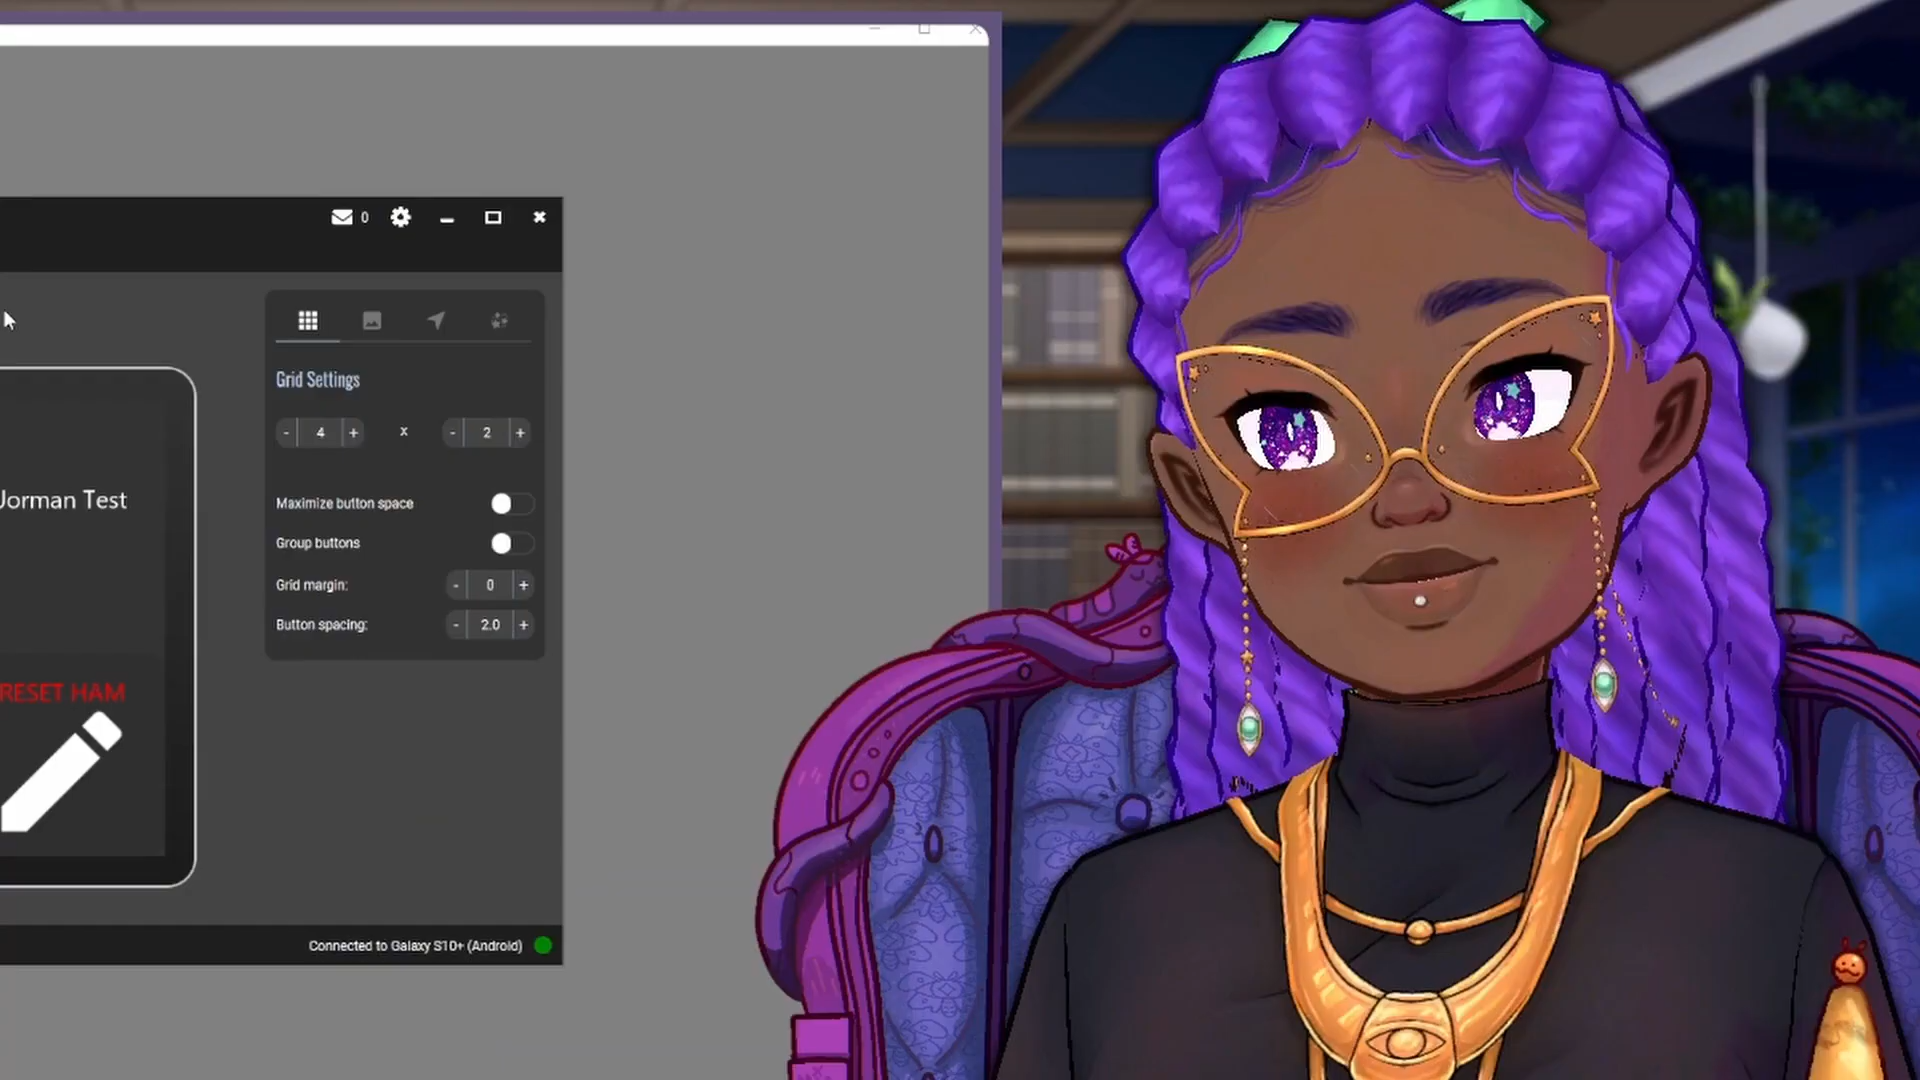 0
Grid Settings
- 4 + x - 2 +
Jorman Test
Maximize button space
Group buttons
Grid margin: - 0 +
Button spacing: - 2.0 +
RESET HAM
Connected to Galaxy S10+ (Android)